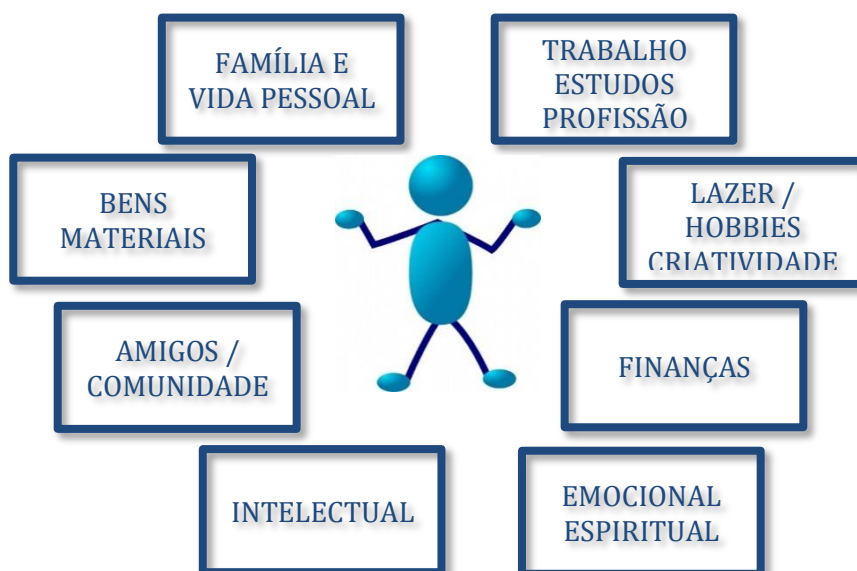 FAMÍLIA E
VIDA PESSOAL
TRABALHO
ESTUDOS
PROFISSÃO
BENS
MATERIAIS
LAZER /
HOBBIES
CRIATIVIDADE
AMIGOS /
COMUNIDADE
FINANÇAS
INTELECTUAL
EMOCIONAL
ESPIRITUAL